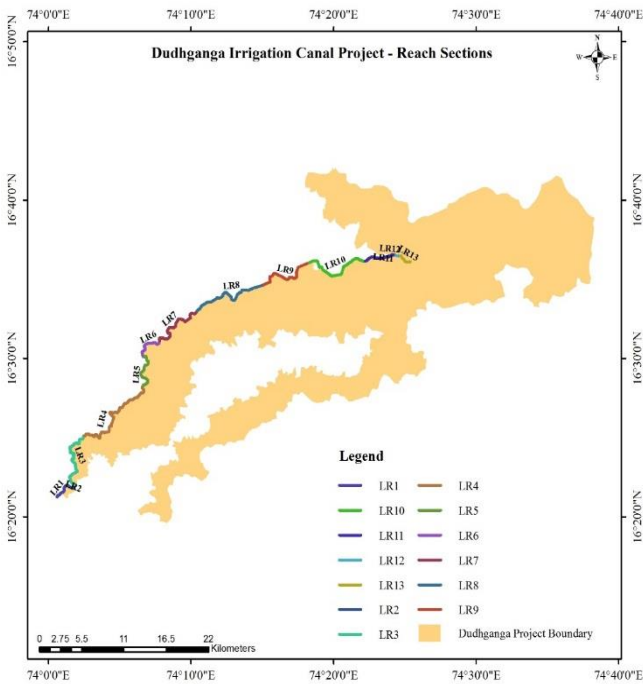 74°0'0"E 74°10'0"E 74°20'0"E 74°30'0"E 74°40'0"E
16°50'0"N 16°50'0"N
Dudhganga Irrigation Canal Project - Reach Sections
N
W E
S
16°40'0"N 16°40'0"N
LR12
LR13
LR11
LR10
LR9
LR8
LR7
LR6
16°30'0"N 16°30'0"N
LR5
LR4
LR3
LR1
LR2
16°20'0"N 16°20'0"N
Legend
LR1 LR4
LR10 LR5
LR11 LR6
LR12 LR7
LR13 LR8
LR2 LR9
LR3 Dudhganga Project Boundary
0 2.75 5.5 11 16.5 22
Kilometers
74°0'0"E 74°10'0"E 74°20'0"E 74°30'0"E 74°40'0"E